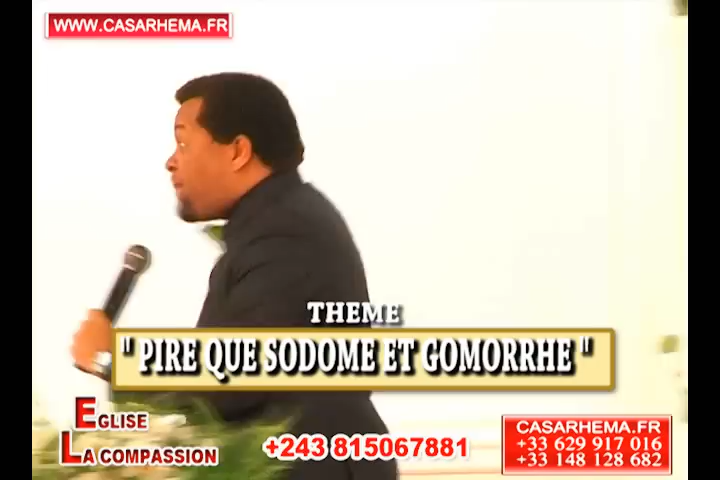 WWW.CASARHEMA.FR
THEME
" PIRE QUE SODOME ET GOMORRHE "
EGLISE
LA COMPASSION
+243 815067881
CASARHEMA.FR
+33 629 917 016
+33 148 128 682